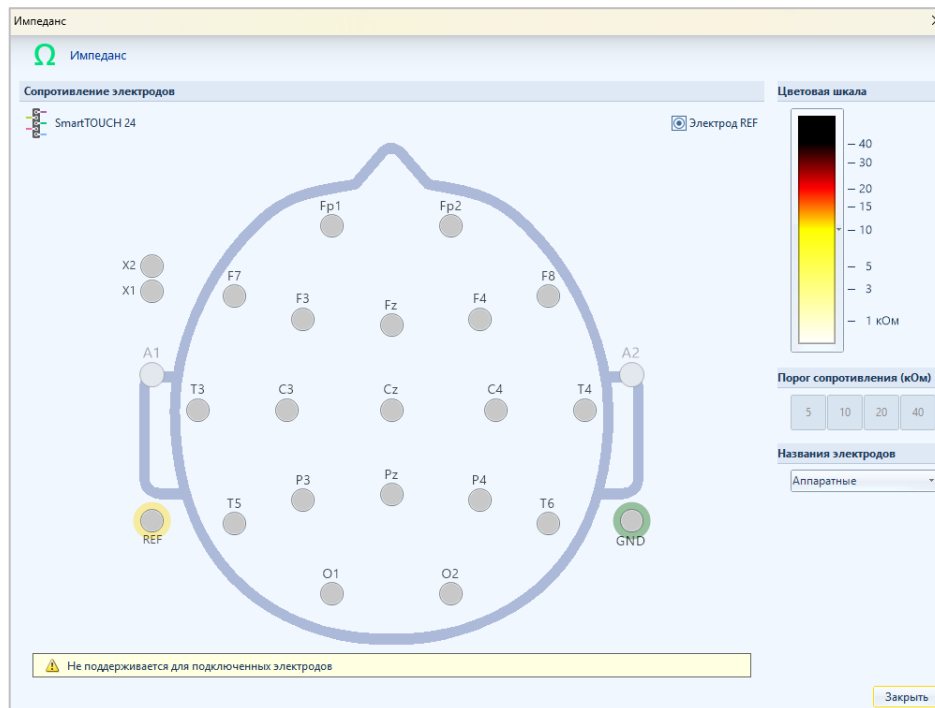 Импеданс
Ω Импеданс
Сопротивление электродов
Цветовая шкала
SmartTOUCH 24
Электрод REF
40
30
20
15
10
5
3
1 кОм
Fp1 Fp2
X2
X1
F7 F8
F3 Fz F4
A1 A2
T3 C3 Cz C4 T4
P3 Pz P4
T5 T6
REF GND
O1 O2
Порог сопротивления (кОм)
5 10 20 40
Названия электродов
Аппаратные
Не поддерживается для подключенных электродов
Закрыть